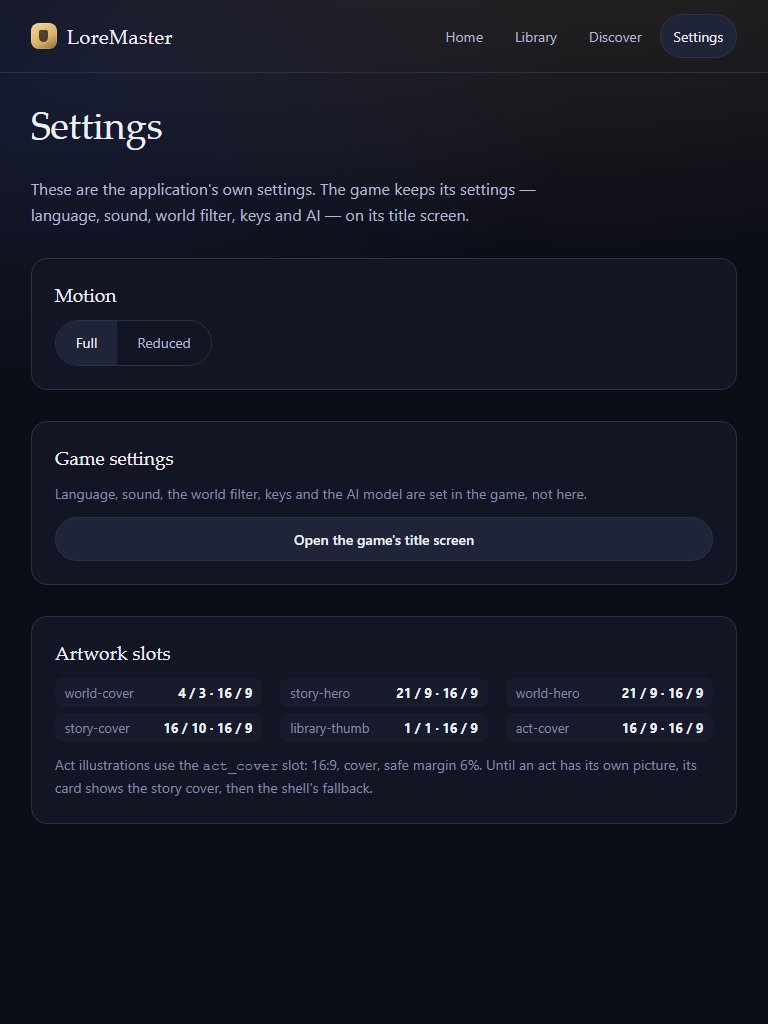 LoreMaster
Home
Library
Discover
Settings
Settings
These are the application's own settings. The game keeps its settings —
language, sound, world filter, keys and AI — on its title screen.
Motion
Full
Reduced
Game settings
Language, sound, the world filter, keys and the AI model are set in the game, not here.
Open the game's title screen
Artwork slots
world-cover 4 / 3 · 16 / 9
story-hero 21 / 9 · 16 / 9
world-hero 21 / 9 · 16 / 9
story-cover 16 / 10 · 16 / 9
library-thumb 1 / 1 · 16 / 9
act-cover 16 / 9 · 16 / 9
Act illustrations use the act_cover slot: 16:9, cover, safe margin 6%. Until an act has its own picture, its
card shows the story cover, then the shell's fallback.